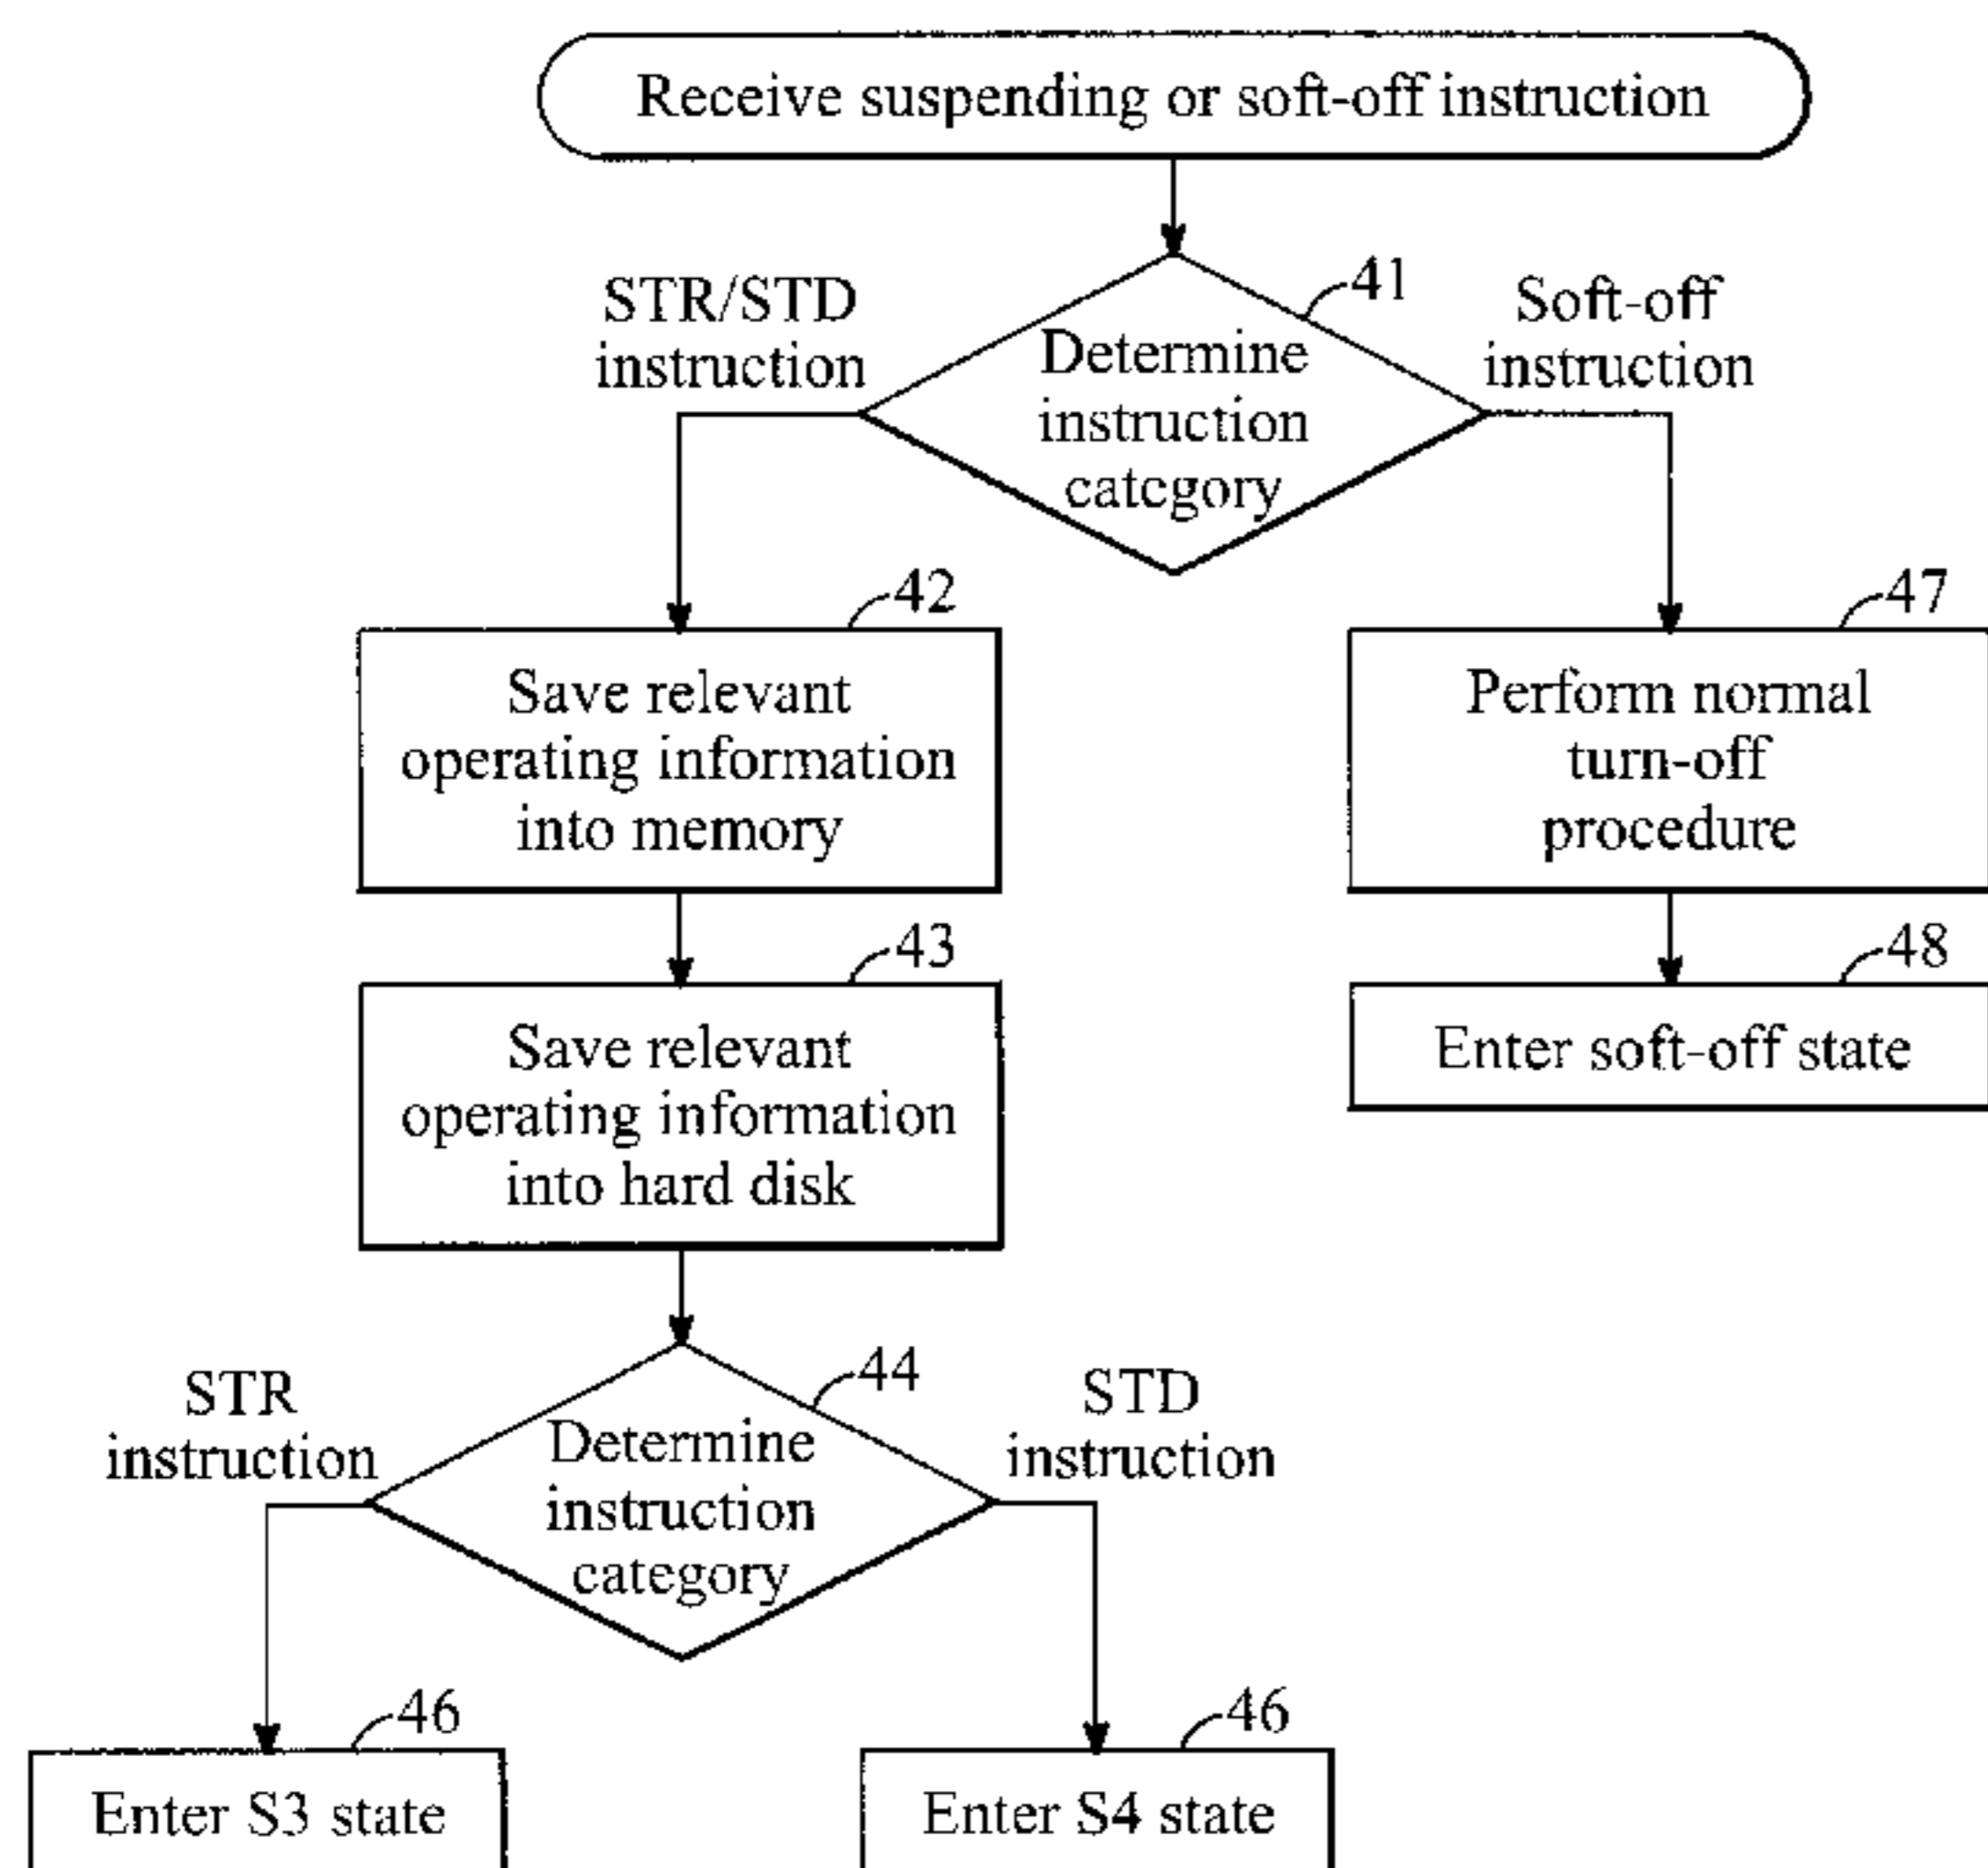 Receive suspending or soft-off instruction
41
STR/STD
instruction
Soft-off
instruction
Determine
instruction
category
42
Save relevant
operating information
into memory
47
Perform normal
turn-off
procedure
43
Save relevant
operating information
into hard disk
48
Enter soft-off state
44
STR
instruction
STD
instruction
Determine
instruction
category
46
Enter S3 state
46
Enter S4 state